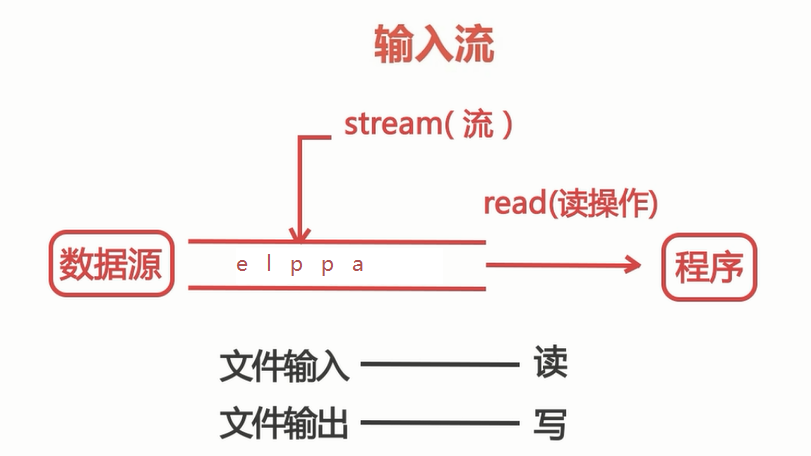 输入流
stream( 流 )
read(读操作)
数据源
e l p p a
程序
文件输入 读
文件输出 写